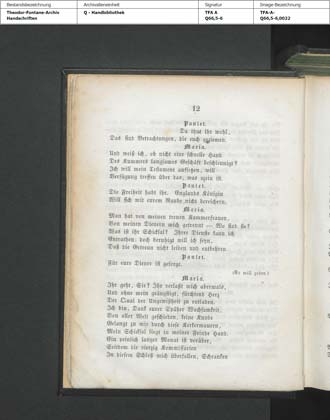 Bestandsbezeichnung
Archivalieneinheit
Signatur
Image-Bezeichnung
Theodor-Fontane-Archiv
Q - Handbibliothek
TFA A
TFA-A-
Handschriften
Q66,5-6
Q66,5-6,0022
12
Paulet.
Da thut ihr wohl.
Das sind Betrachtungen, die euch geziemen.
Maria.
Und weiß ich, ob nicht eine schnelle Hand
Des Kummers langsames Geschäft beschleunigt?
Ich will mein Testament aufsetzen, will
Verfügung treffen über das, was mein ist.
Paulet.
Die Freiheit habt ihr. Englands Königin
Will sich mit eurem Raube nicht bereichern.
Maria.
Man hat von meinen treuen Kammerfrauen,
Von meinen Dienern mich getrennt — Wo sind sie?
Was ist ihr Schicksal? Ihrer Dienste kann ich
Entrathen, doch beruhigt will ich seyn,
Daß die Getreun nicht leiden und entbehren.
Paulet.
Für eure Diener ist gesorgt.
(Er will gehen.)
Maria.
Ihr geht, Sir? Ihr verlaßt mich abermals,
Und ohne mein geängstigt, fürchtend Herz
Der Qual der Ungewißheit zu entladen.
Ich bin, Dank eurer Späher Wachsamkeit,
Von aller Welt geschieden, keine Kunde
Gelangt zu mir durch diese Kerkermauern,
Mein Schicksal liegt in meiner Feinde Hand.
Ein peinlich langer Monat ist vorüber,
Seitdem die vierzig Kommissarien
In diesem Schloß mich überfallen, Schranken